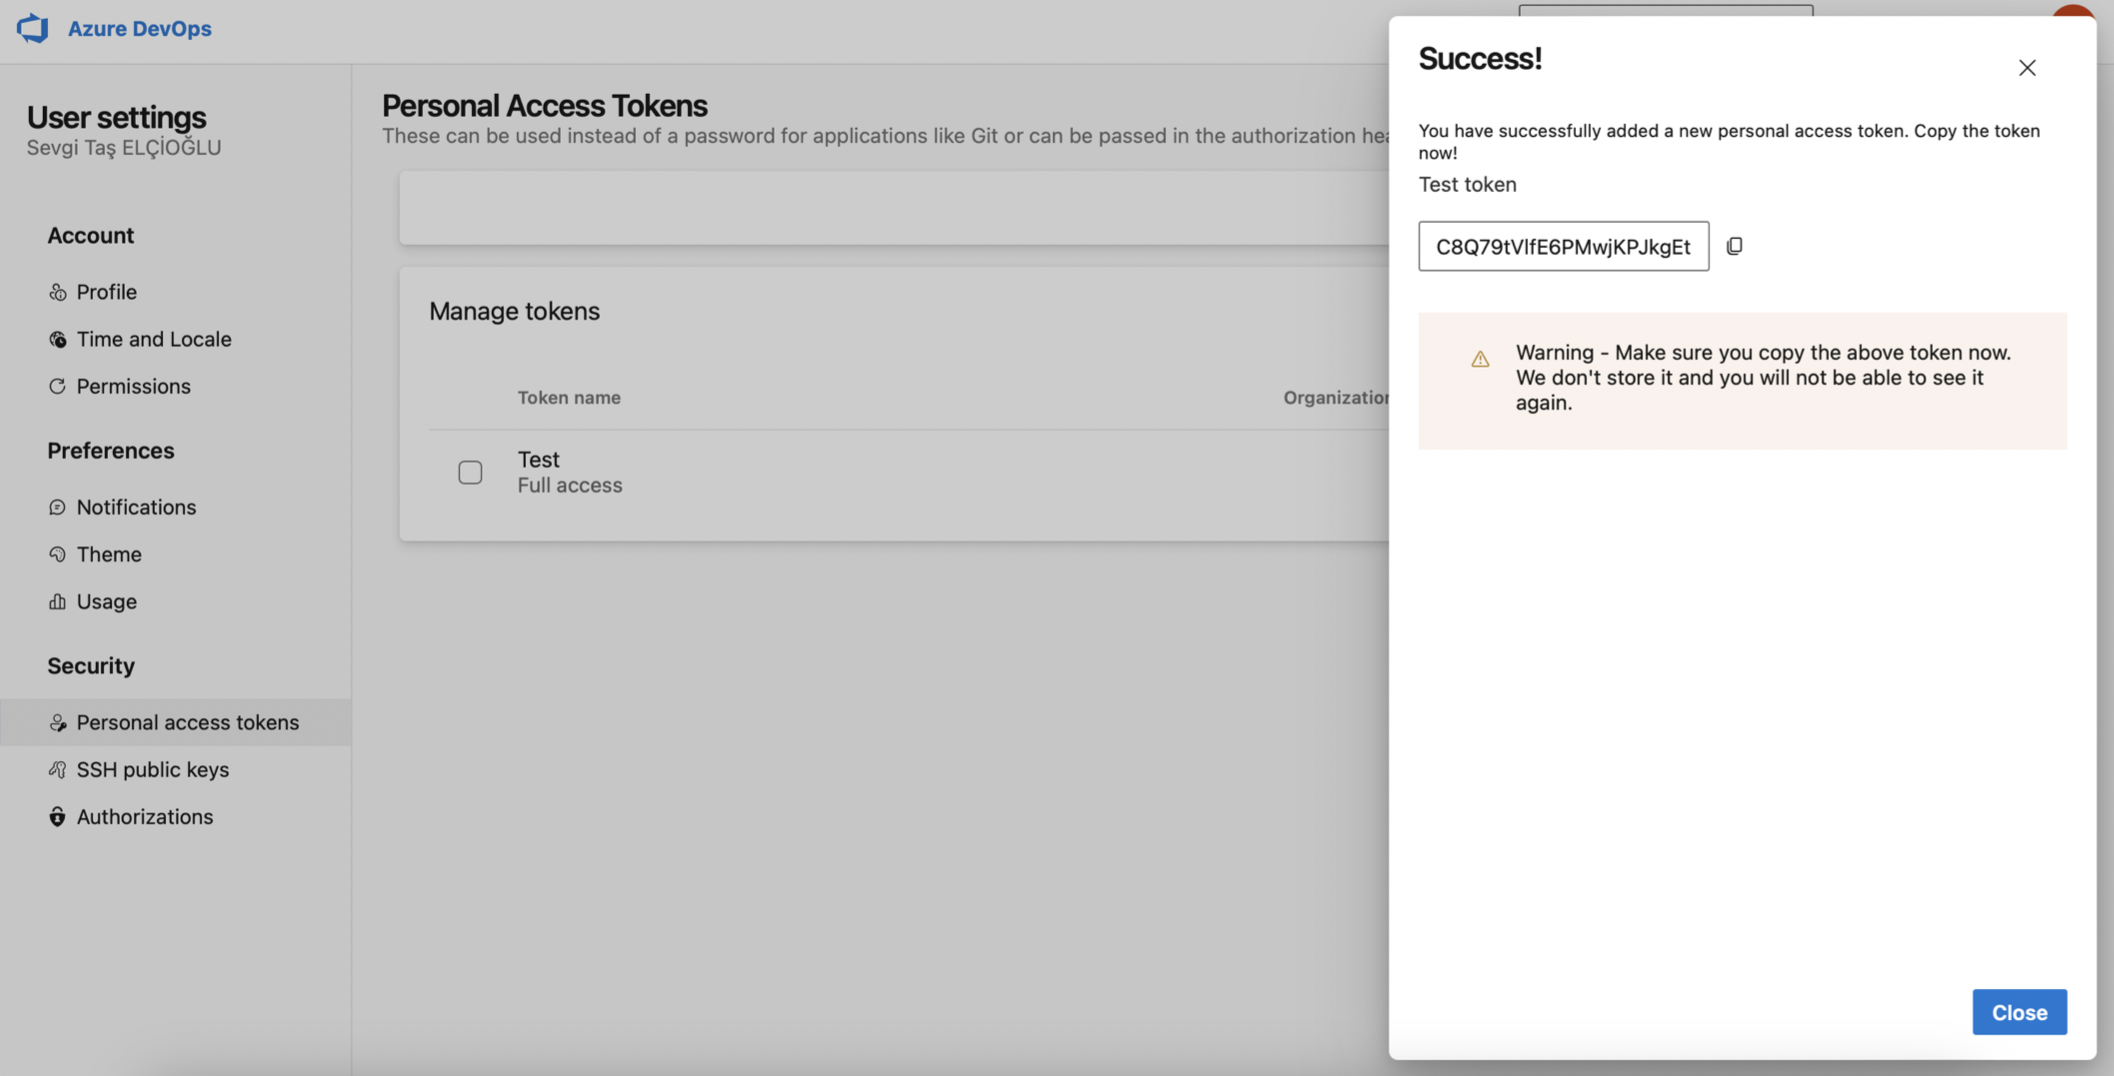 Azure DevOps
User settings
Sevgi Taş ELÇİOĞLU
Account
Profile
Time and Locale
Permissions
Preferences
Notifications
Theme
Usage
Security
Personal access tokens
SSH public keys
Authorizations
Personal Access Tokens
These can be used instead of a password for applications like Git or can be passed in the authorization hea
Manage tokens
Token name
Organization
Test
Full access
Success!
You have successfully added a new personal access token. Copy the token
now!
Test token
C8Q79tVlfE6PMwjKPJkgEt
Warning - Make sure you copy the above token now.
We don't store it and you will not be able to see it
again.
Close